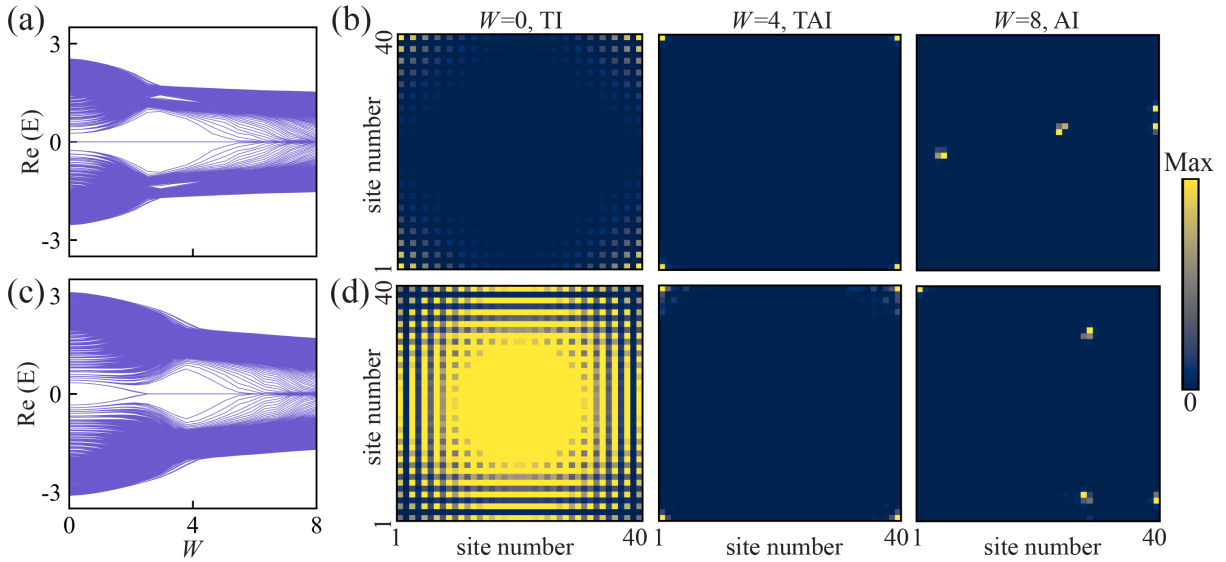 (a)
3
0
-3
Re (E)
4
(b)
W=0, TI
W=4, TAI
W=8, AI
40
site number
1
Max
0
(c)
3
0
-3
Re (E)
0
4
8
W
(d)
40
site number
1
1
40
site number
1
40
site number
1
40
site number